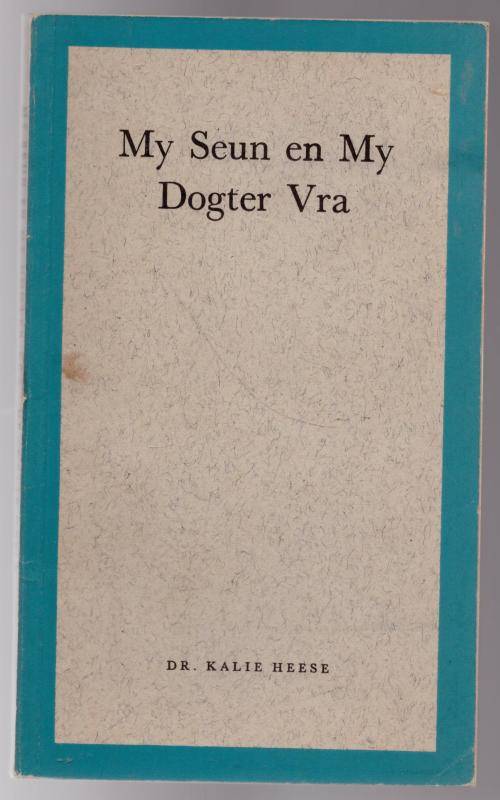 My Seun en My
Dogter Vra
DR. KALIE HEESE